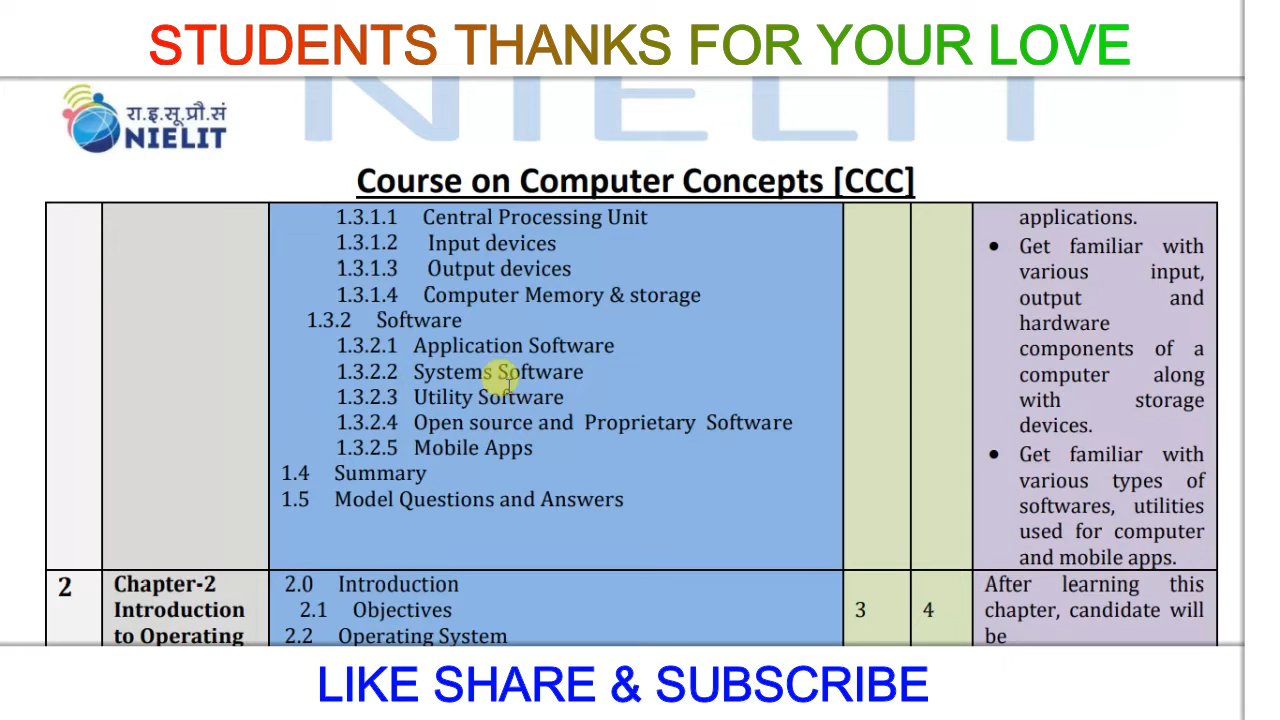 STUDENTS THANKS FOR YOUR LOVE
NIELIT
रा.इ.सू.प्रौ.सं
NIELIT
Course on Computer Concepts [CCC]
1.3.1.1 Central Processing Unit
1.3.1.2 Input devices
1.3.1.3 Output devices
1.3.1.4 Computer Memory & storage
1.3.2 Software
1.3.2.1 Application Software
1.3.2.2 Systems Software
1.3.2.3 Utility Software
1.3.2.4 Open source and Proprietary Software
1.3.2.5 Mobile Apps
1.4 Summary
1.5 Model Questions and Answers
applications.
● Get familiar with
various input,
output and
hardware
components of a
computer along
with storage
devices.
● Get familiar with
various types of
softwares, utilities
used for computer
and mobile apps.
2
Chapter-2
Introduction
to Operating
2.0 Introduction
2.1 Objectives
2.2 Operating System
3
4
After learning this
chapter, candidate will
be
LIKE SHARE & SUBSCRIBE